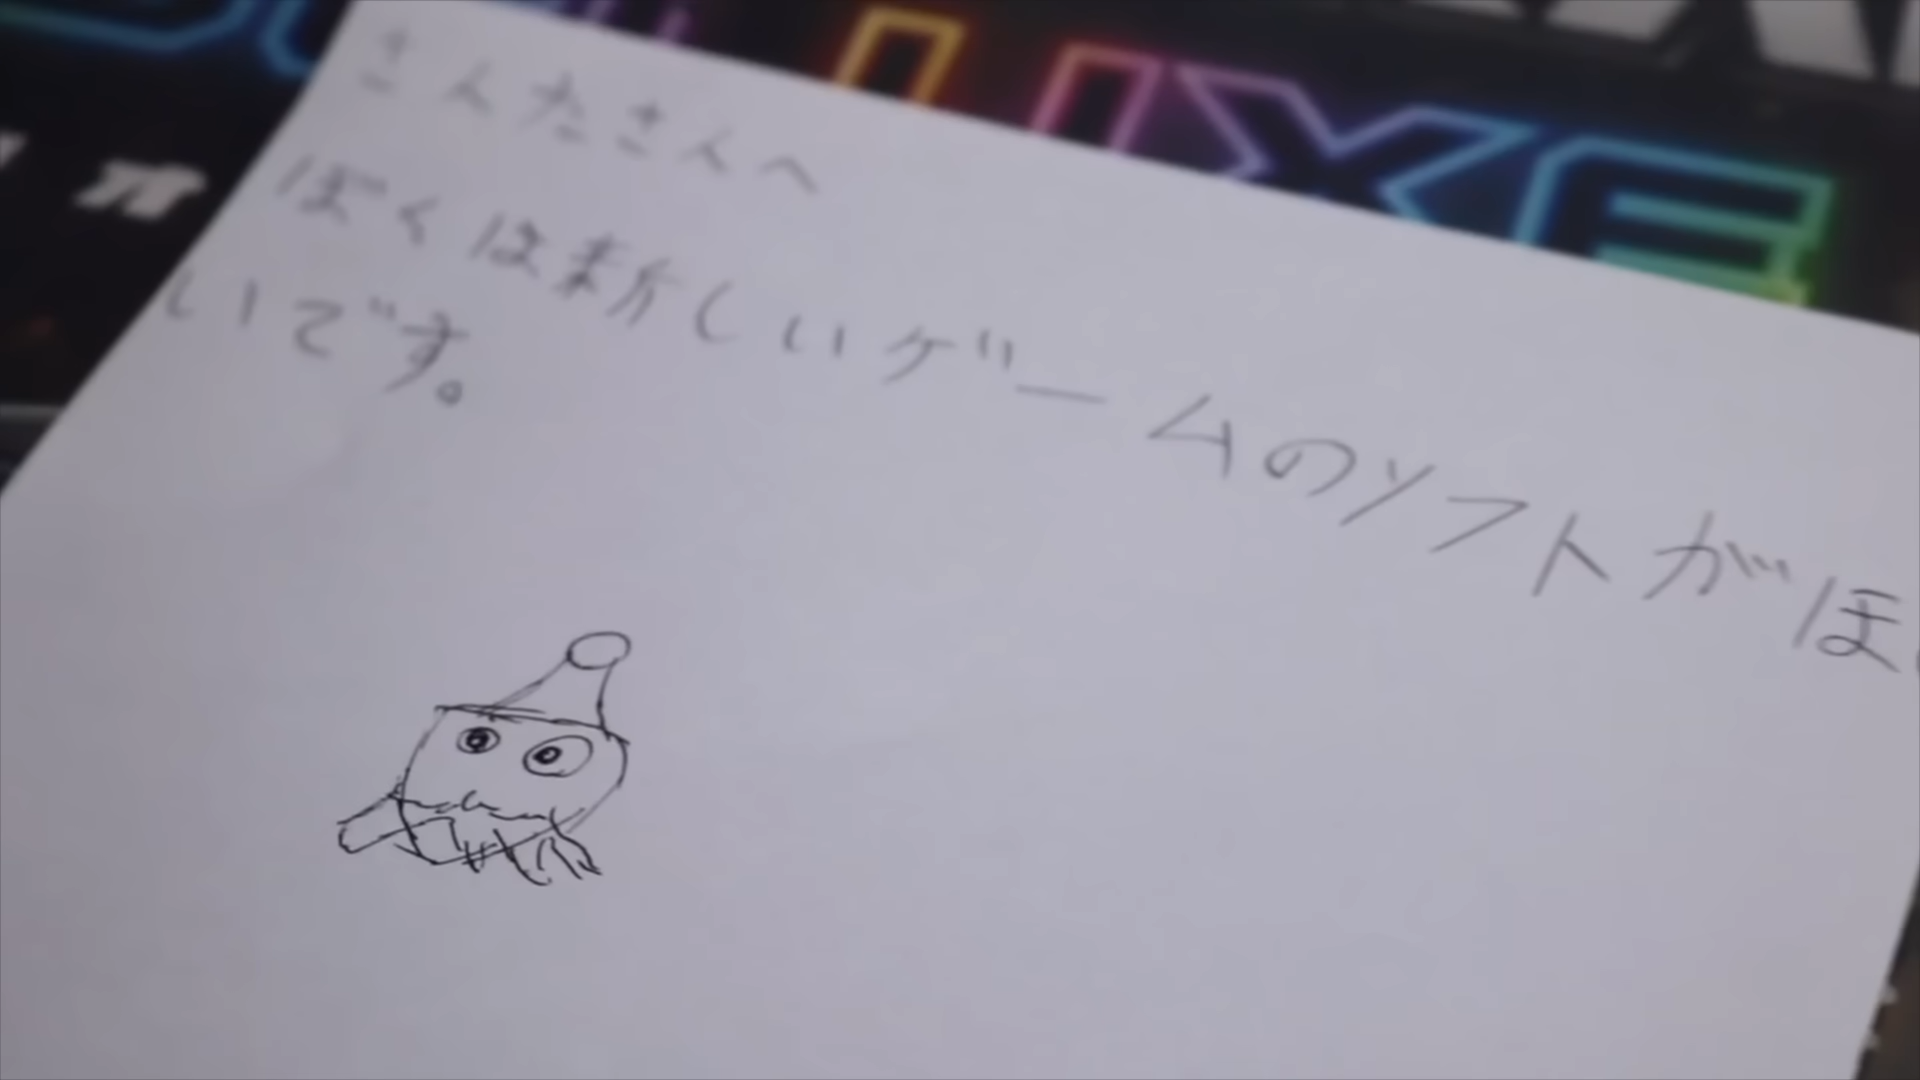 さんたさんへ
ぼくは新しいゲームのソフトがほし
いです。